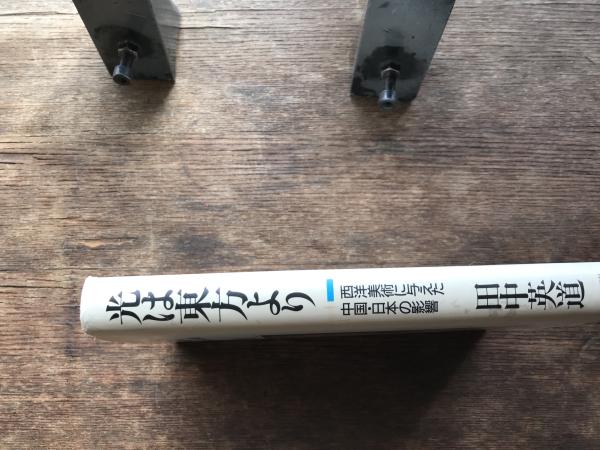 光は東方より
西洋美術に与えた
中国・日本の影響
田中英道